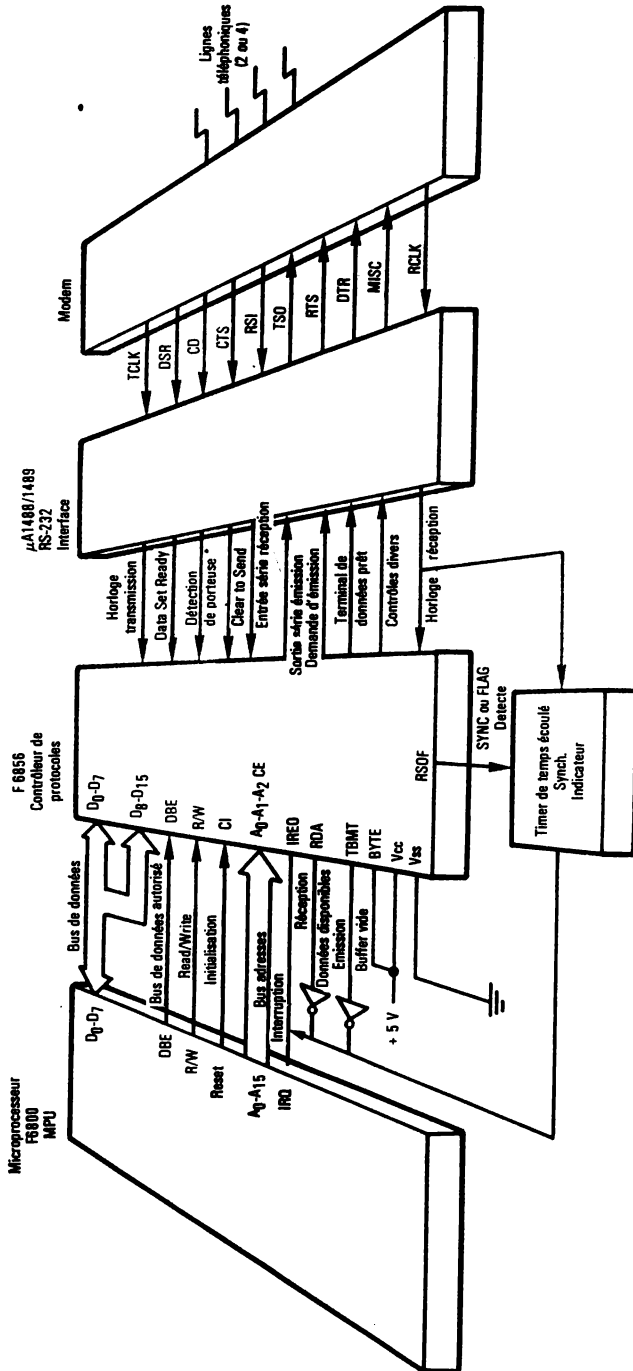 Microprocesseur
F6800
MPU
D0-D7
DBE
R/W
Reset
A0-A15
IRQ
Bus de données
Bus de données autorisé
Read/Write
Initialisation
Bus adresses
Interruption
Réception
Données disponibles
Emission
Buffer vide
+ 5 V
F 6856
Contrôleur de
protocoles
D0-D7
D8-D15
DBE
R/W
CI
A0-A1-A2 CE
IREQ
RDA
TBMT
BYTE
Vcc
Vss
RSOF
SYNC ou FLAG
Detecte
Timer de temps écoulé
Synch.
Indicateur
Horloge
transmission
Data Set Ready
Détection
de porteuse
Clear to Send
Entrée série réception
Sortie série émission
Demande d'émission
Terminal de
données prêt
Contrôles divers
Horloge réception
µA1488/1489
RS-232
Interface
TCLK
DSR
CD
CTS
RSI
TSO
RTS
DTR
MISC
RCLK
Modem
Lignes
téléphoniques
(2 ou 4)